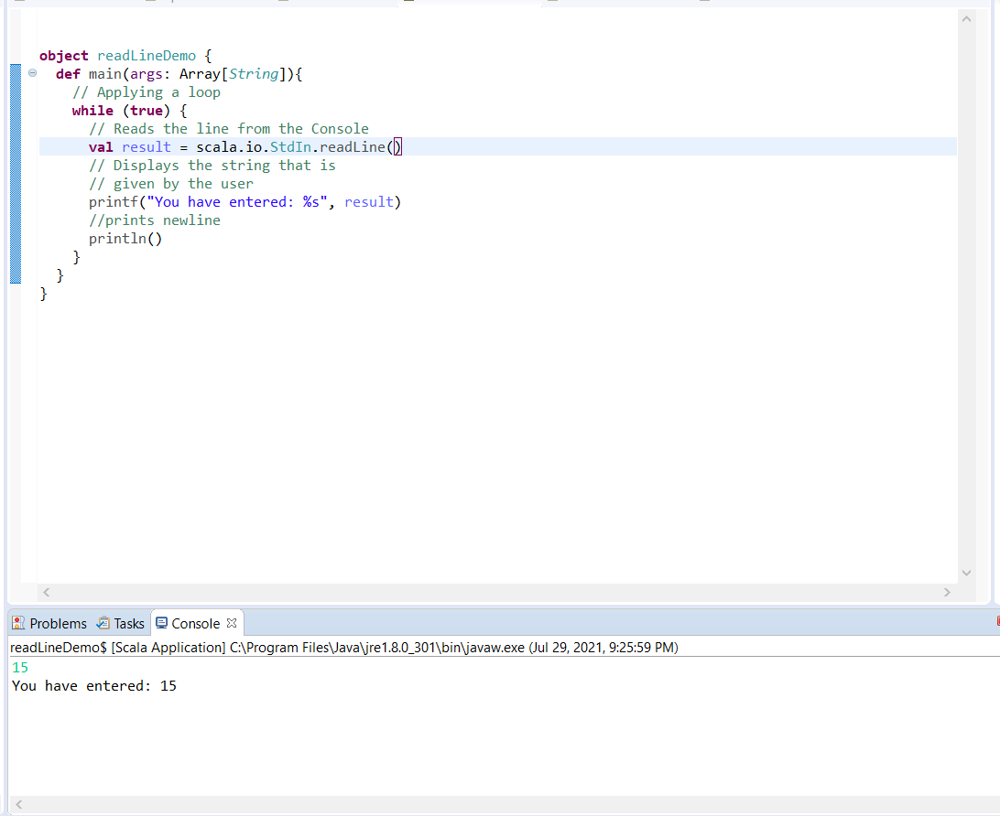 object readLineDemo {
def main(args: Array[String]){
// Applying a loop
while (true) {
// Reads the line from the Console
val result = scala.io.StdIn.readLine()
// Displays the string that is
// given by the user
printf("You have entered: %s", result)
//prints newline
println()
}
}
}
Problems Tasks Console
readLineDemo$ [Scala Application] C:\Program Files\Java\jre1.8.0_301\bin\javaw.exe (Jul 29, 2021, 9:25:59 PM)
15
You have entered: 15